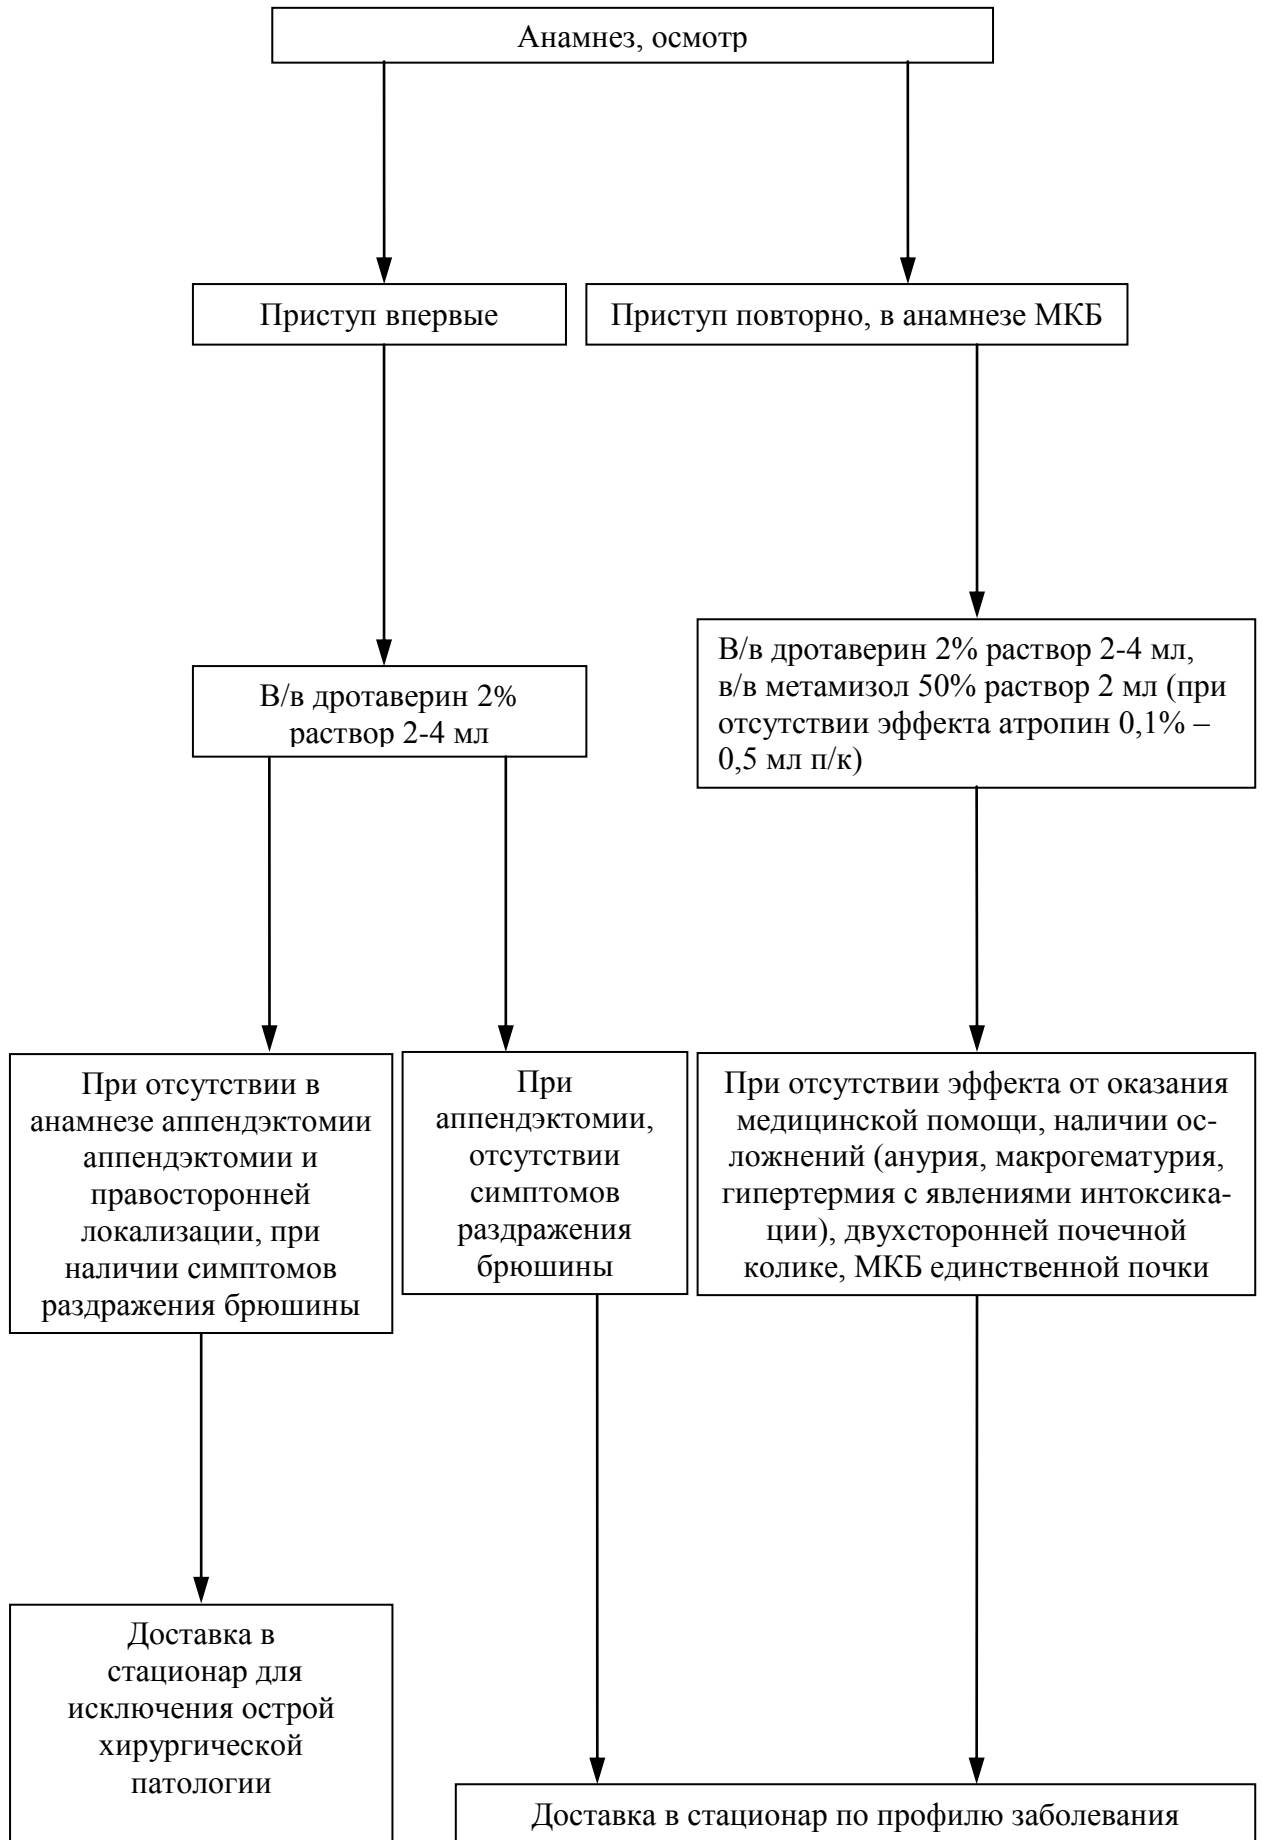 Анамнез, осмотр
Приступ впервые
Приступ повторно, в анамнезе МКБ
В/в дротаверин 2%
раствор 2-4 мл
В/в дротаверин 2% раствор 2-4 мл,
в/в метамизол 50% раствор 2 мл (при
отсутствии эффекта атропин 0,1% –
0,5 мл п/к)
При отсутствии в
анамнезе аппендэктомии
аппендэктомии и
правосторонней
локализации, при
наличии симптомов
раздражения брюшины
При
аппендэктомии,
отсутствии
симптомов
раздражения
брюшины
При отсутствии эффекта от оказания
медицинской помощи, наличии ос-
ложнений (анурия, макрогематурия,
гипертермия с явлениями интоксика-
ции), двухсторонней почечной
колике, МКБ единственной почки
Доставка в
стационар для
исключения острой
хирургической
патологии
Доставка в стационар по профилю заболевания